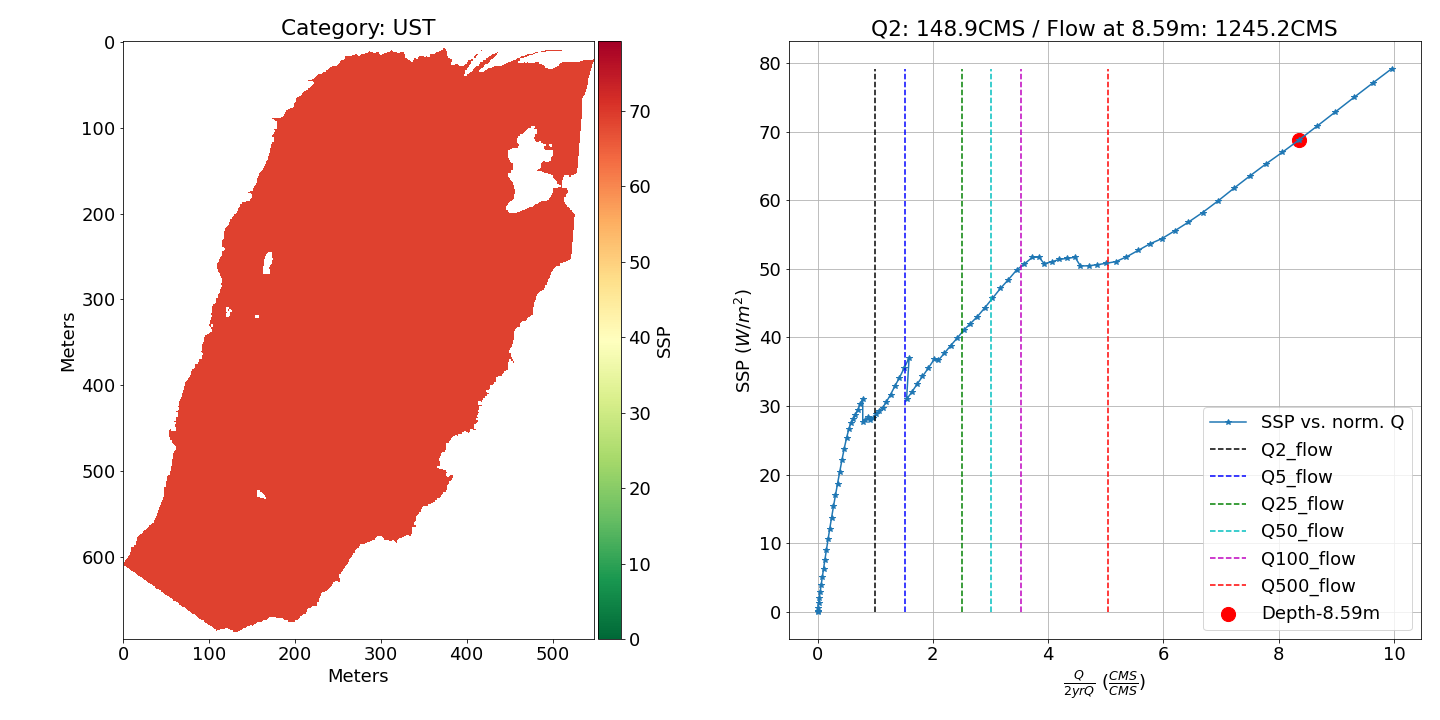 Category: UST
0
100
200
300
400
500
600
Meters
0
100
200
300
400
500
Meters
70
60
50
40
30
20
10
0
SSP
Q2: 148.9CMS / Flow at 8.59m: 1245.2CMS
80
70
60
50
40
30
20
10
0
SSP (W/m²)
0
2
4
6
8
10
Q/2yrQ (CMS/CMS)
SSP vs. norm. Q
Q2_flow
Q5_flow
Q25_flow
Q50_flow
Q100_flow
Q500_flow
Depth-8.59m